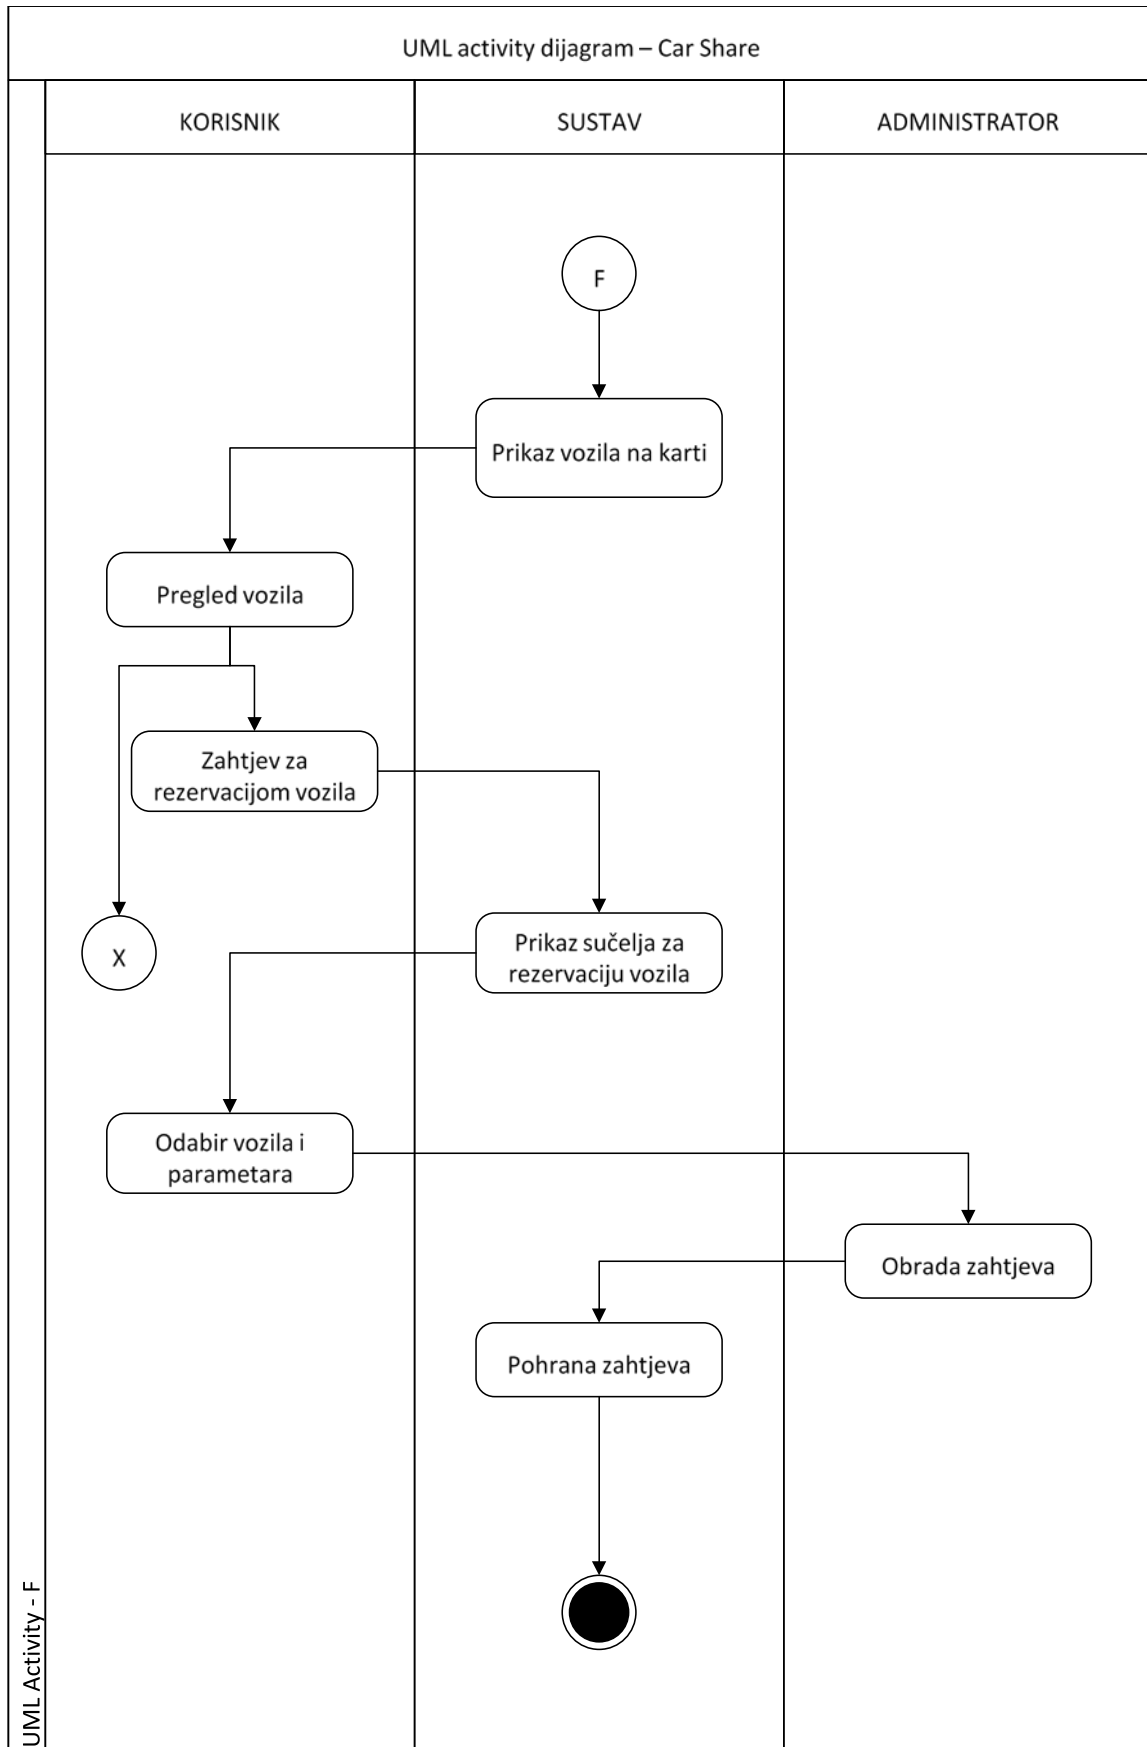 UML activity dijagram – Car Share
KORISNIK
SUSTAV
ADMINISTRATOR
F
Prikaz vozila na karti
Pregled vozila
Zahtjev za
rezervacijom vozila
X
Prikaz sučelja za
rezervaciju vozila
Odabir vozila i
parametara
Obrada zahtjeva
Pohrana zahtjeva
UML Activity - F